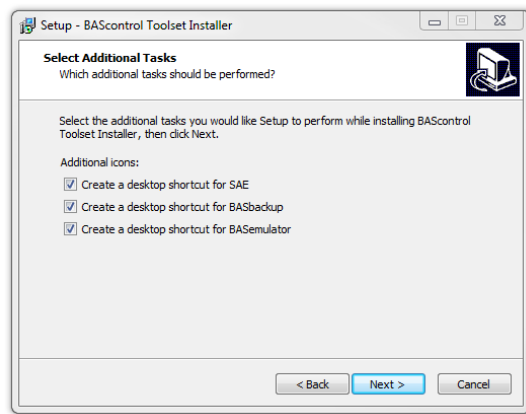 Setup - BAScontrol Toolset Installer
Select Additional Tasks
Which additional tasks should be performed?
Select the additional tasks you would like Setup to perform while installing BAScontrol
Toolset Installer, then click Next.
Additional icons:
Create a desktop shortcut for SAE
Create a desktop shortcut for BASbackup
Create a desktop shortcut for BASemulator
< Back Next > Cancel